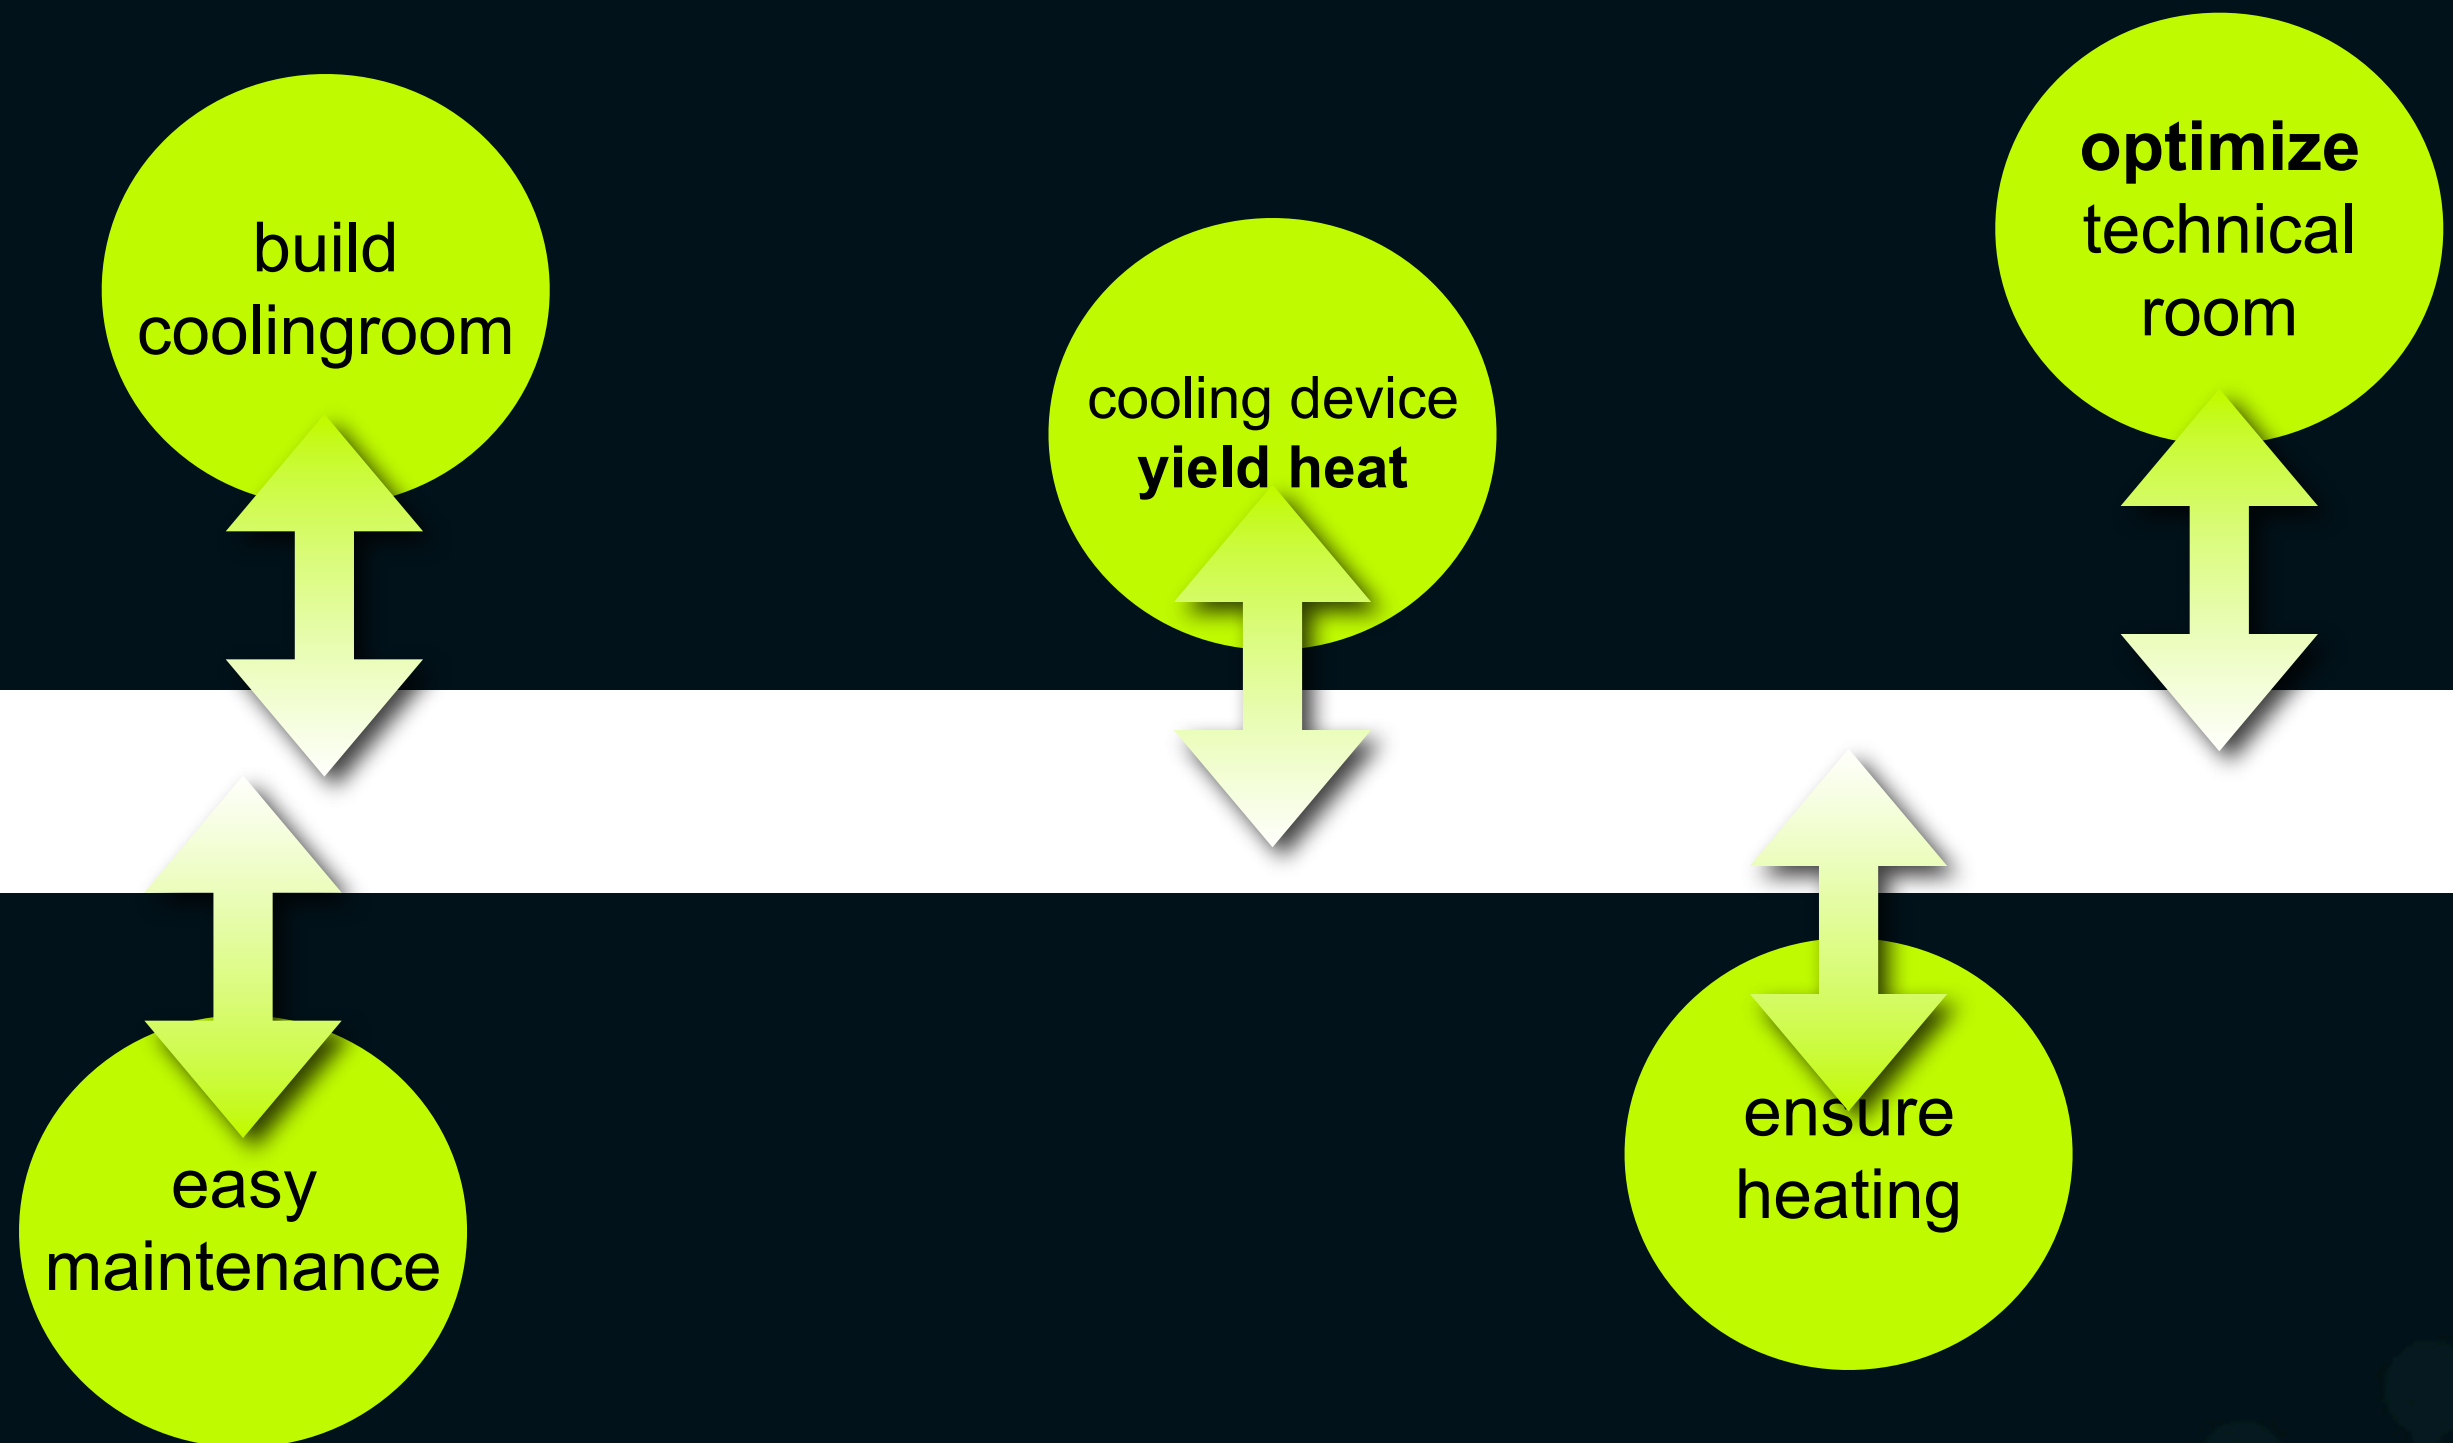 build
coolingroom
cooling device
yield heat
optimize
technical
room
easy
maintenance
ensure
heating